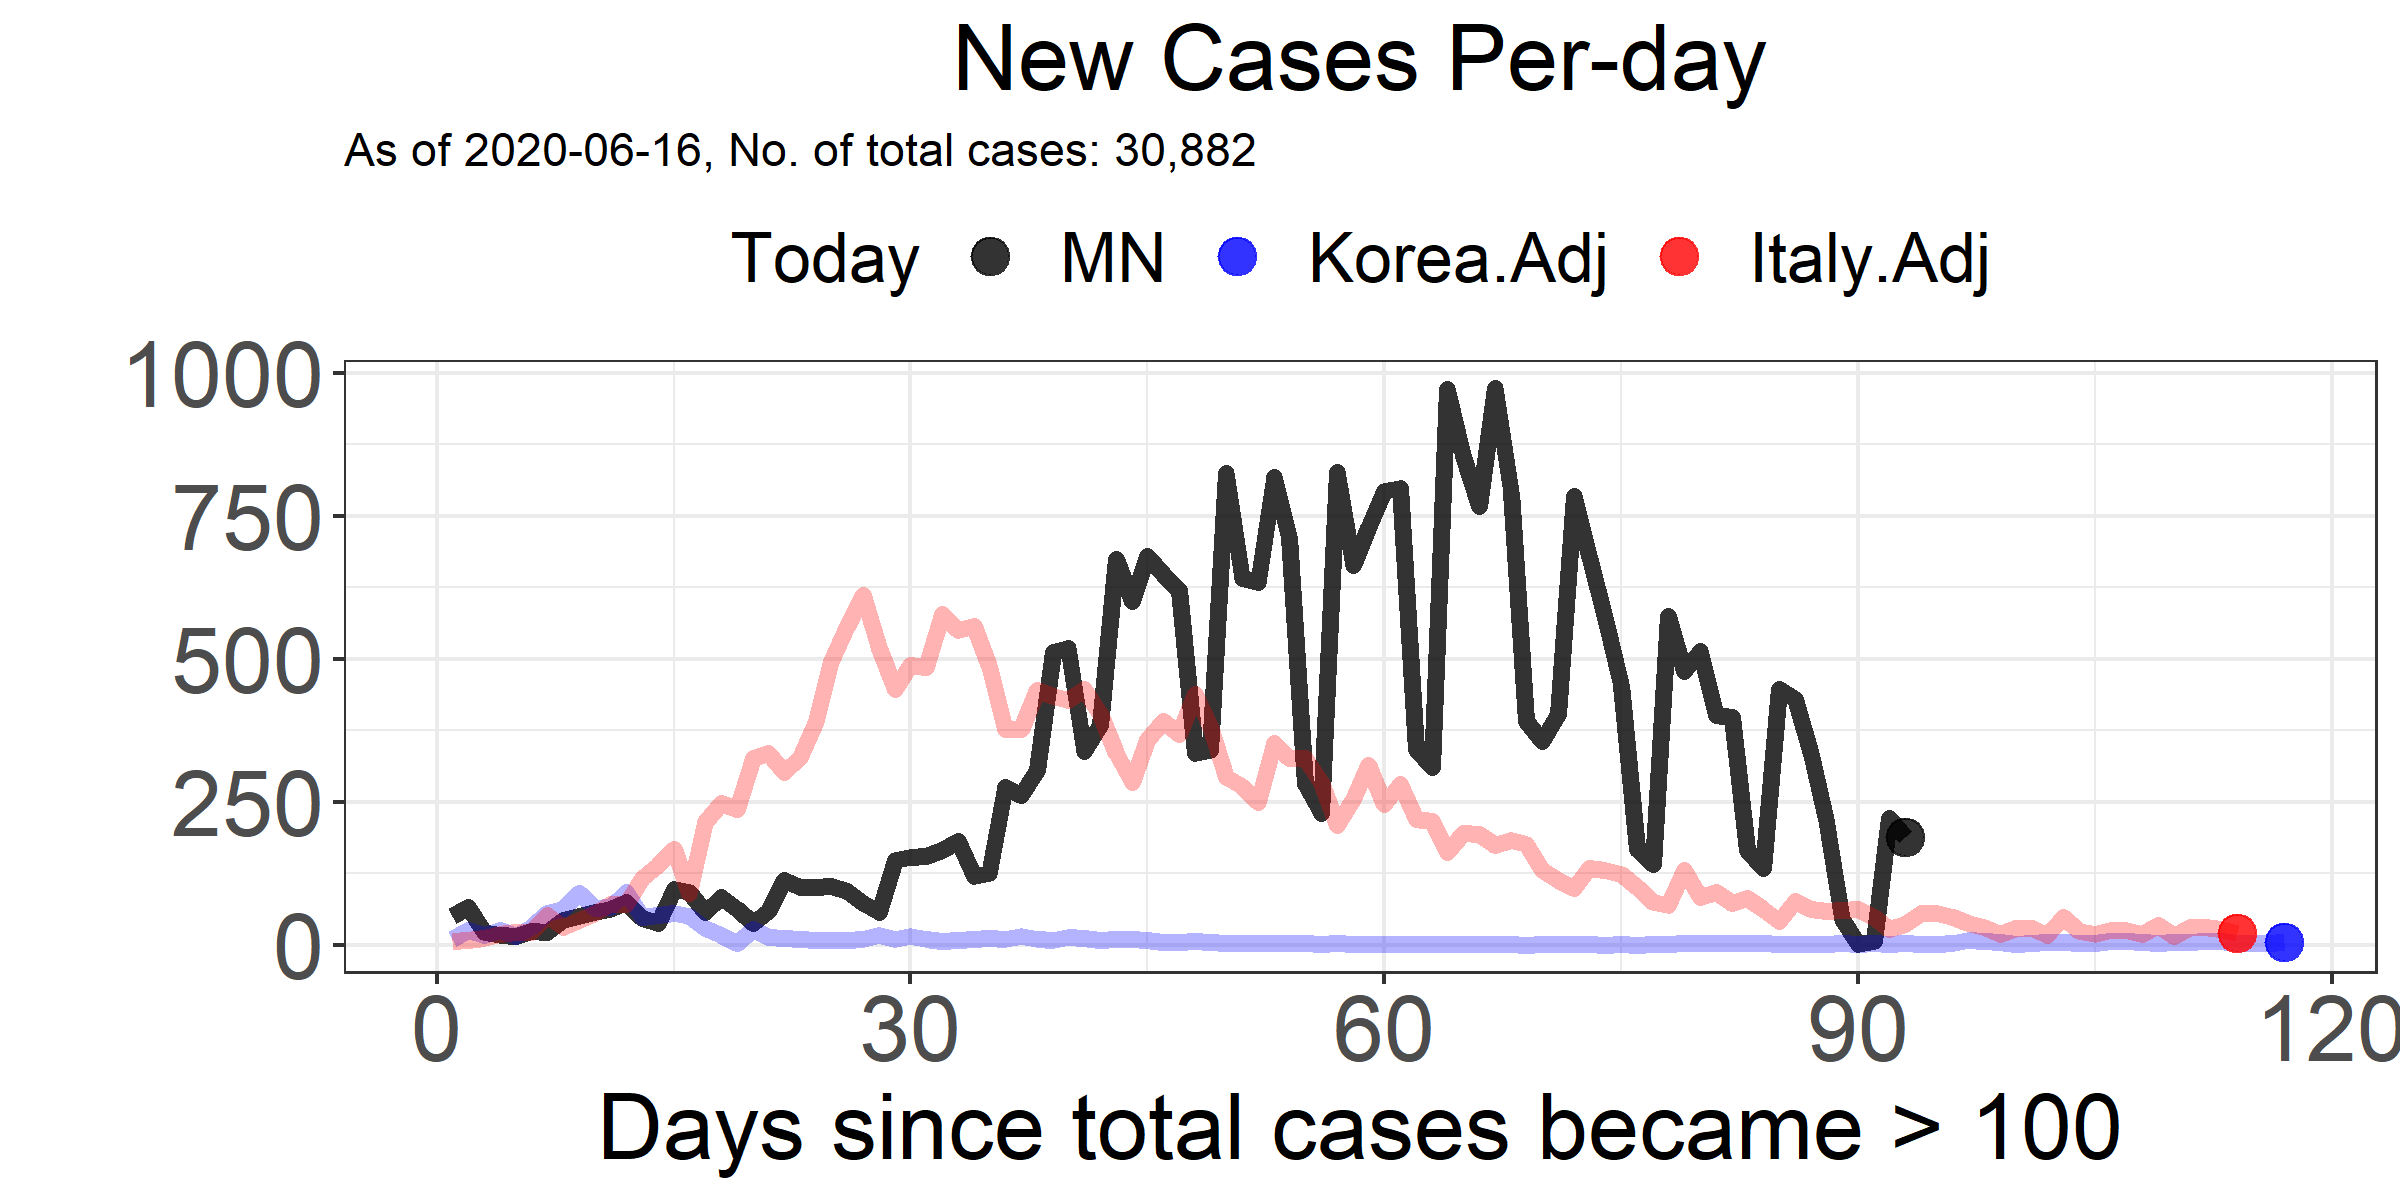 New Cases Per-day
As of 2020-06-16, No. of total cases: 30,882
Today MN Korea.Adj Italy.Adj
1000
750
500
250
0
0 30 60 90 120
Days since total cases became > 100